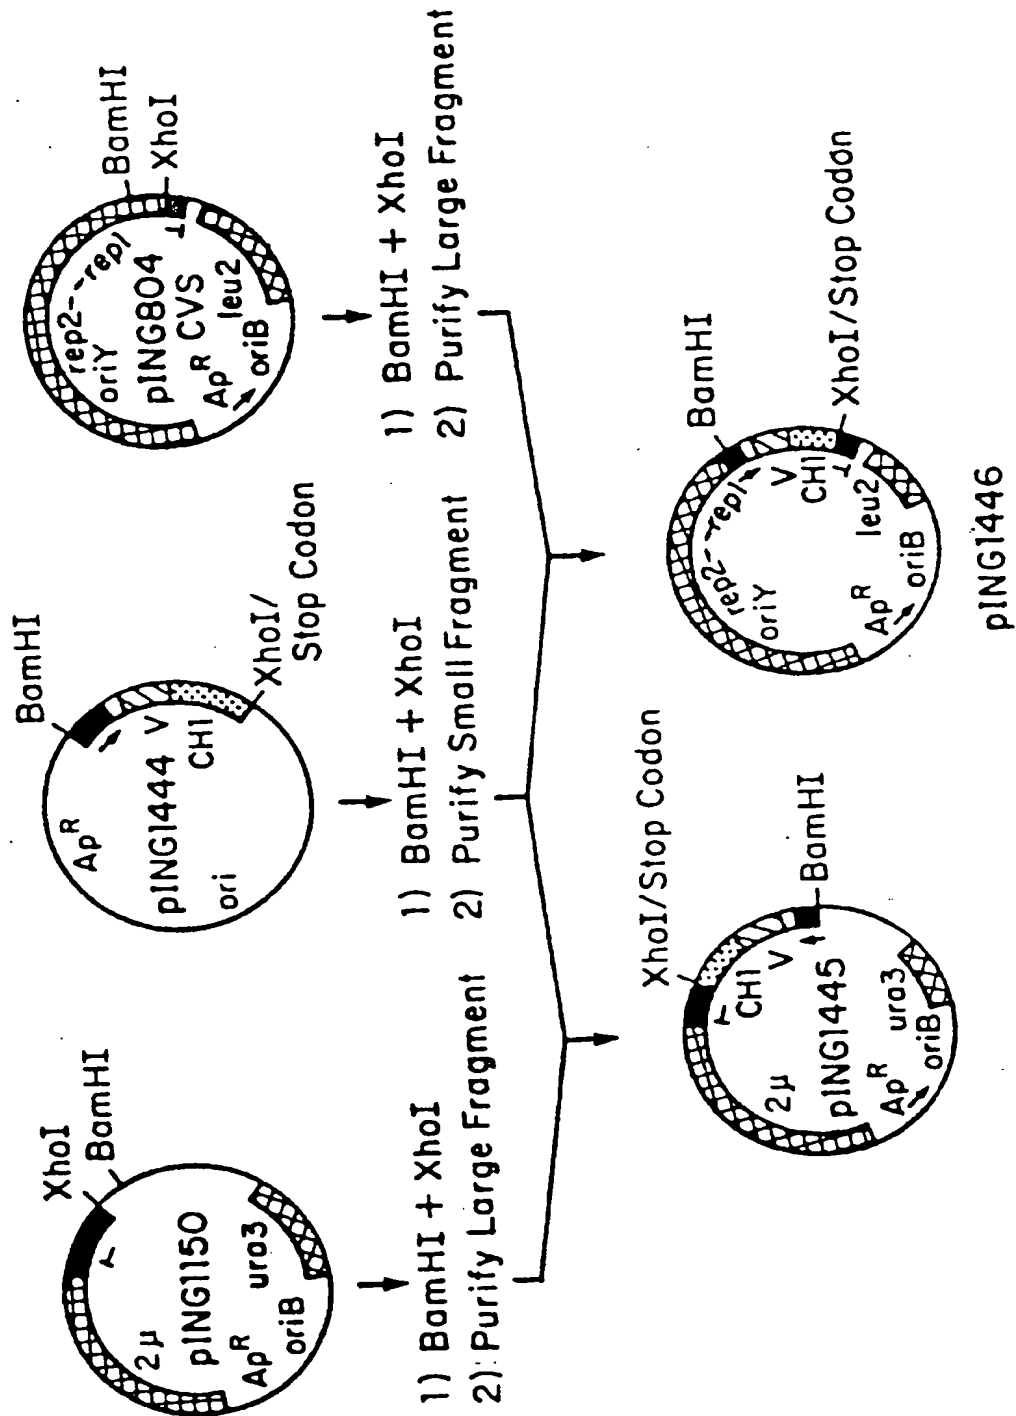 XhoI
BamHI
2µ
pING1150
Ap^R
ura3
oriB
1) BamHI + XhoI
2) Purify Large Fragment
BamHI
Ap^R
pING1444
V
CH1
ori
XhoI/
Stop Codon
1) BamHI + XhoI
2) Purify Small Fragment
rep2---rep1
oriY
pING804
CVS
Ap^R
leu2
oriB
BamHI
XhoI
1) BamHI + XhoI
2) Purify Large Fragment
XhoI/Stop Codon
CH1
V
2µ
BamHI
pING1445
Ap^R
ura3
oriB
BamHI
rep2---rep1
oriY
V
CH1
XhoI/Stop Codon
leu2
Ap^R
oriB
pING1446